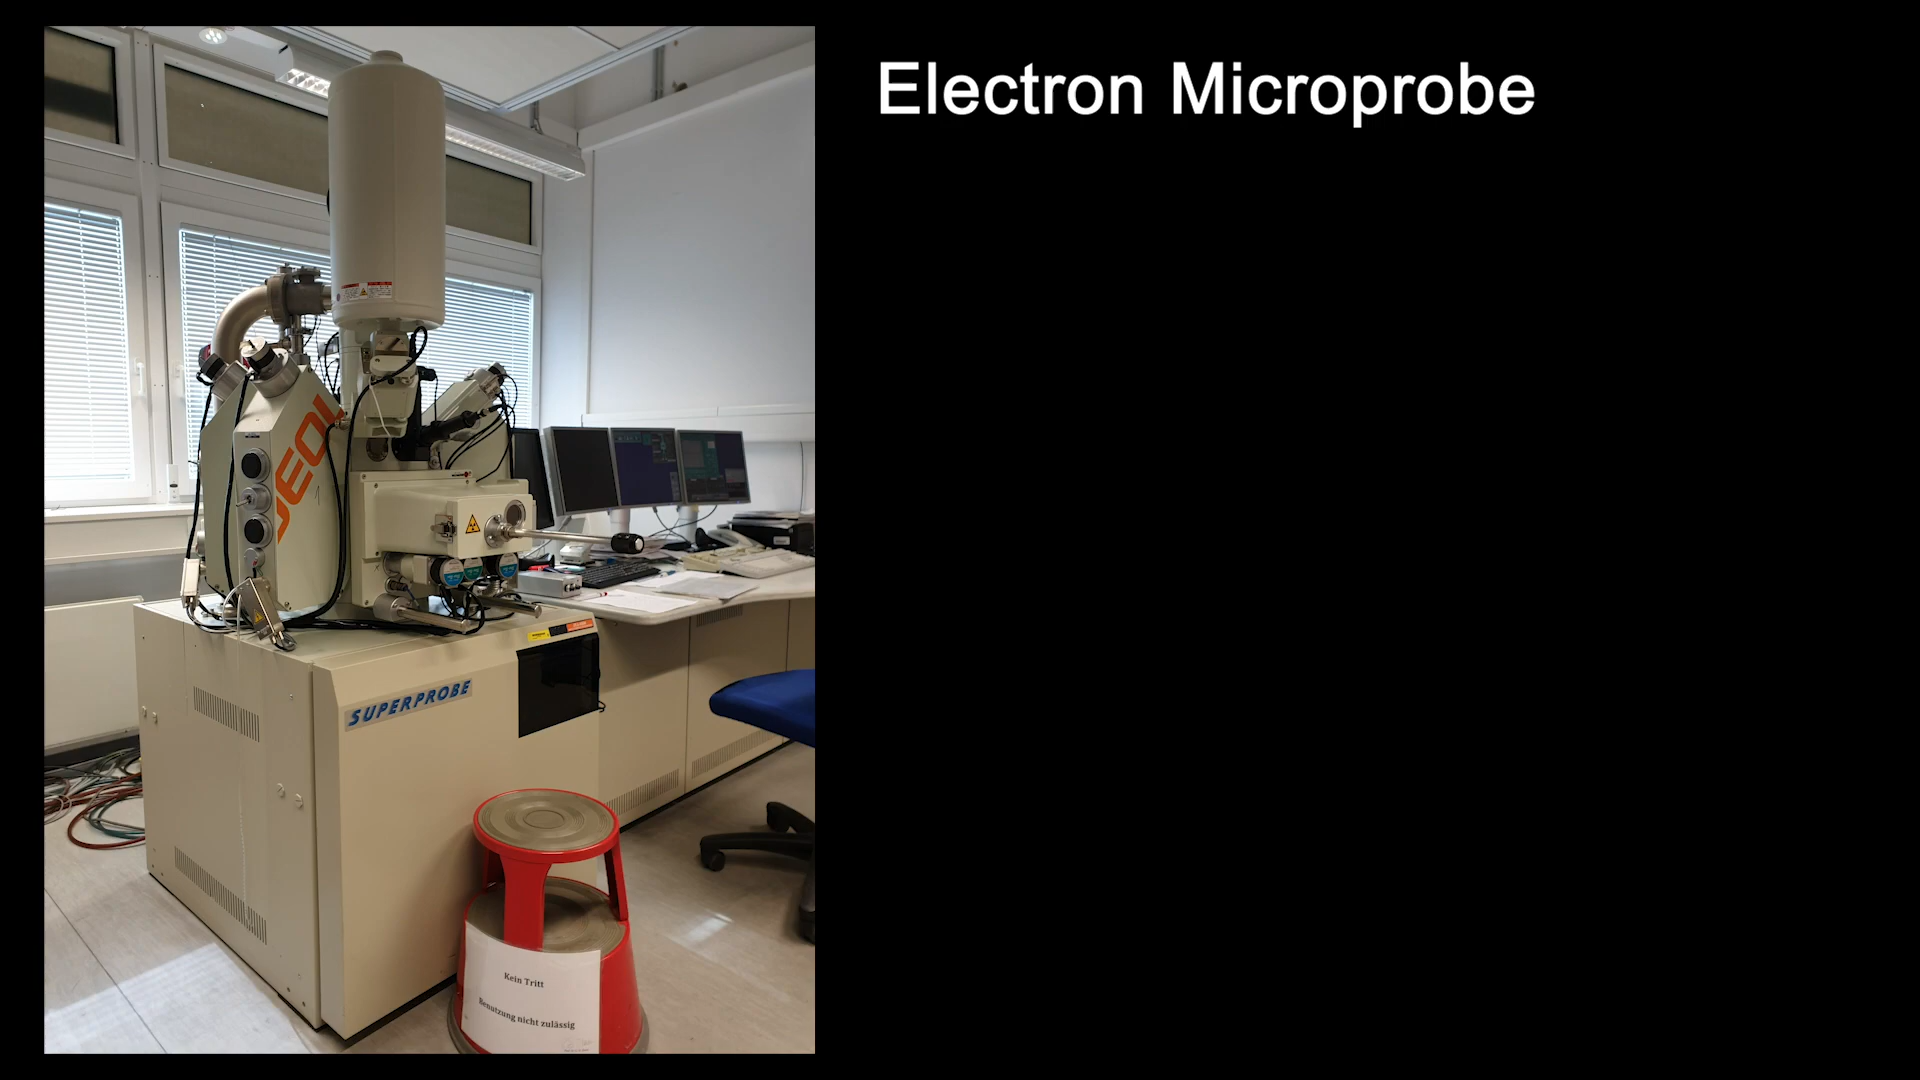 Electron Microprobe
JEOL
SUPERPROBE
Kein Tritt
Benutzung nicht zulässig